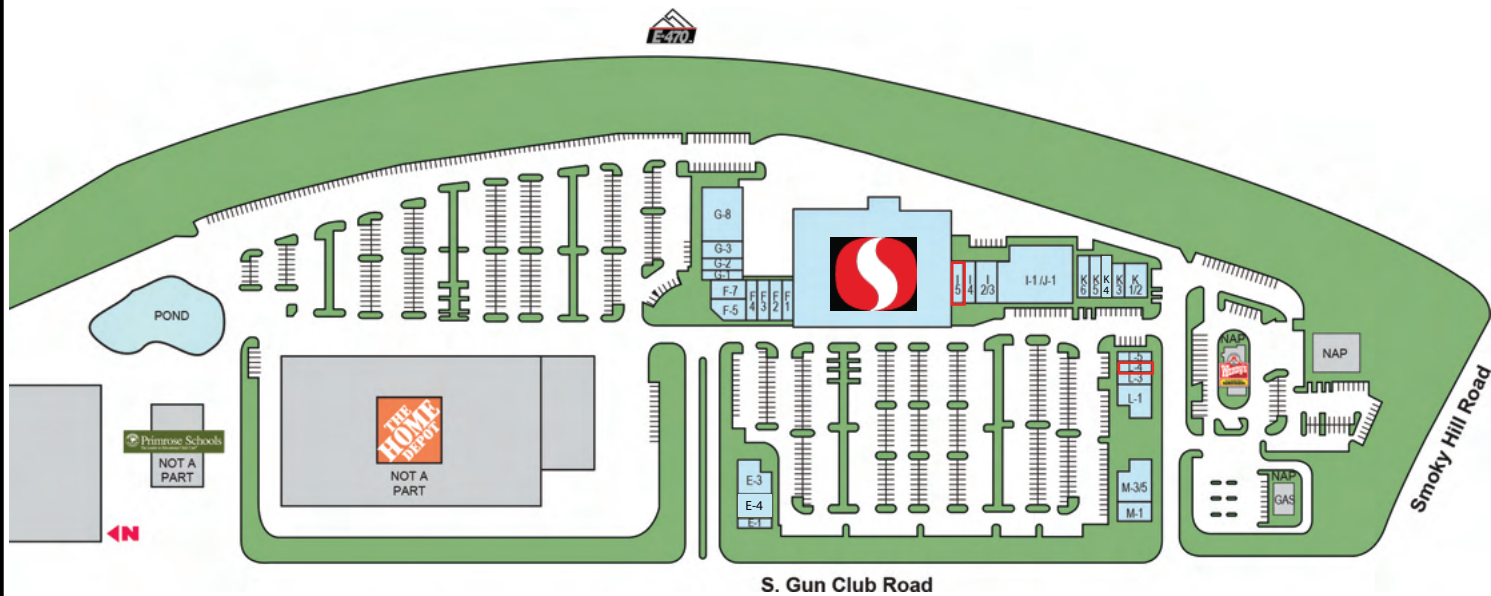 E-470
G-8
G-3
G-2
G-1
F-7
F-5
F
4
F
3
F
2
F
1
I
5
I
4
I
2/3
I-1 /J-1
K
6
K
5
K
4
K
3
K
1/2
POND
NAP
Wendy's
NAP
L-5
L-4
L-3
L-1
THE
HOME
DEPOT
NOT A
PART
Primrose Schools
NOT A
PART
E-3
E-4
E-1
M-3/5
M-1
NAP
GAS
N
Smoky Hill Road
S. Gun Club Road